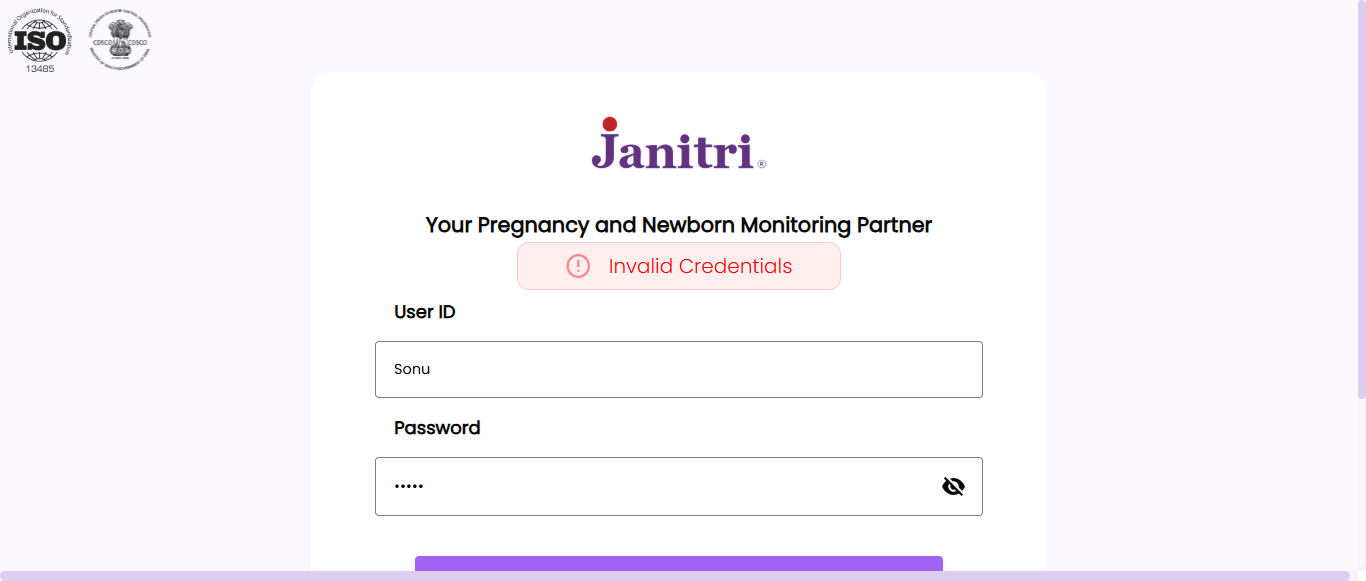 International Organization for Standardization
ISO
13485
CDSCO CDSCO
Janitri®
Your Pregnancy and Newborn Monitoring Partner
Invalid Credentials
User ID
Sonu
Password
•••••